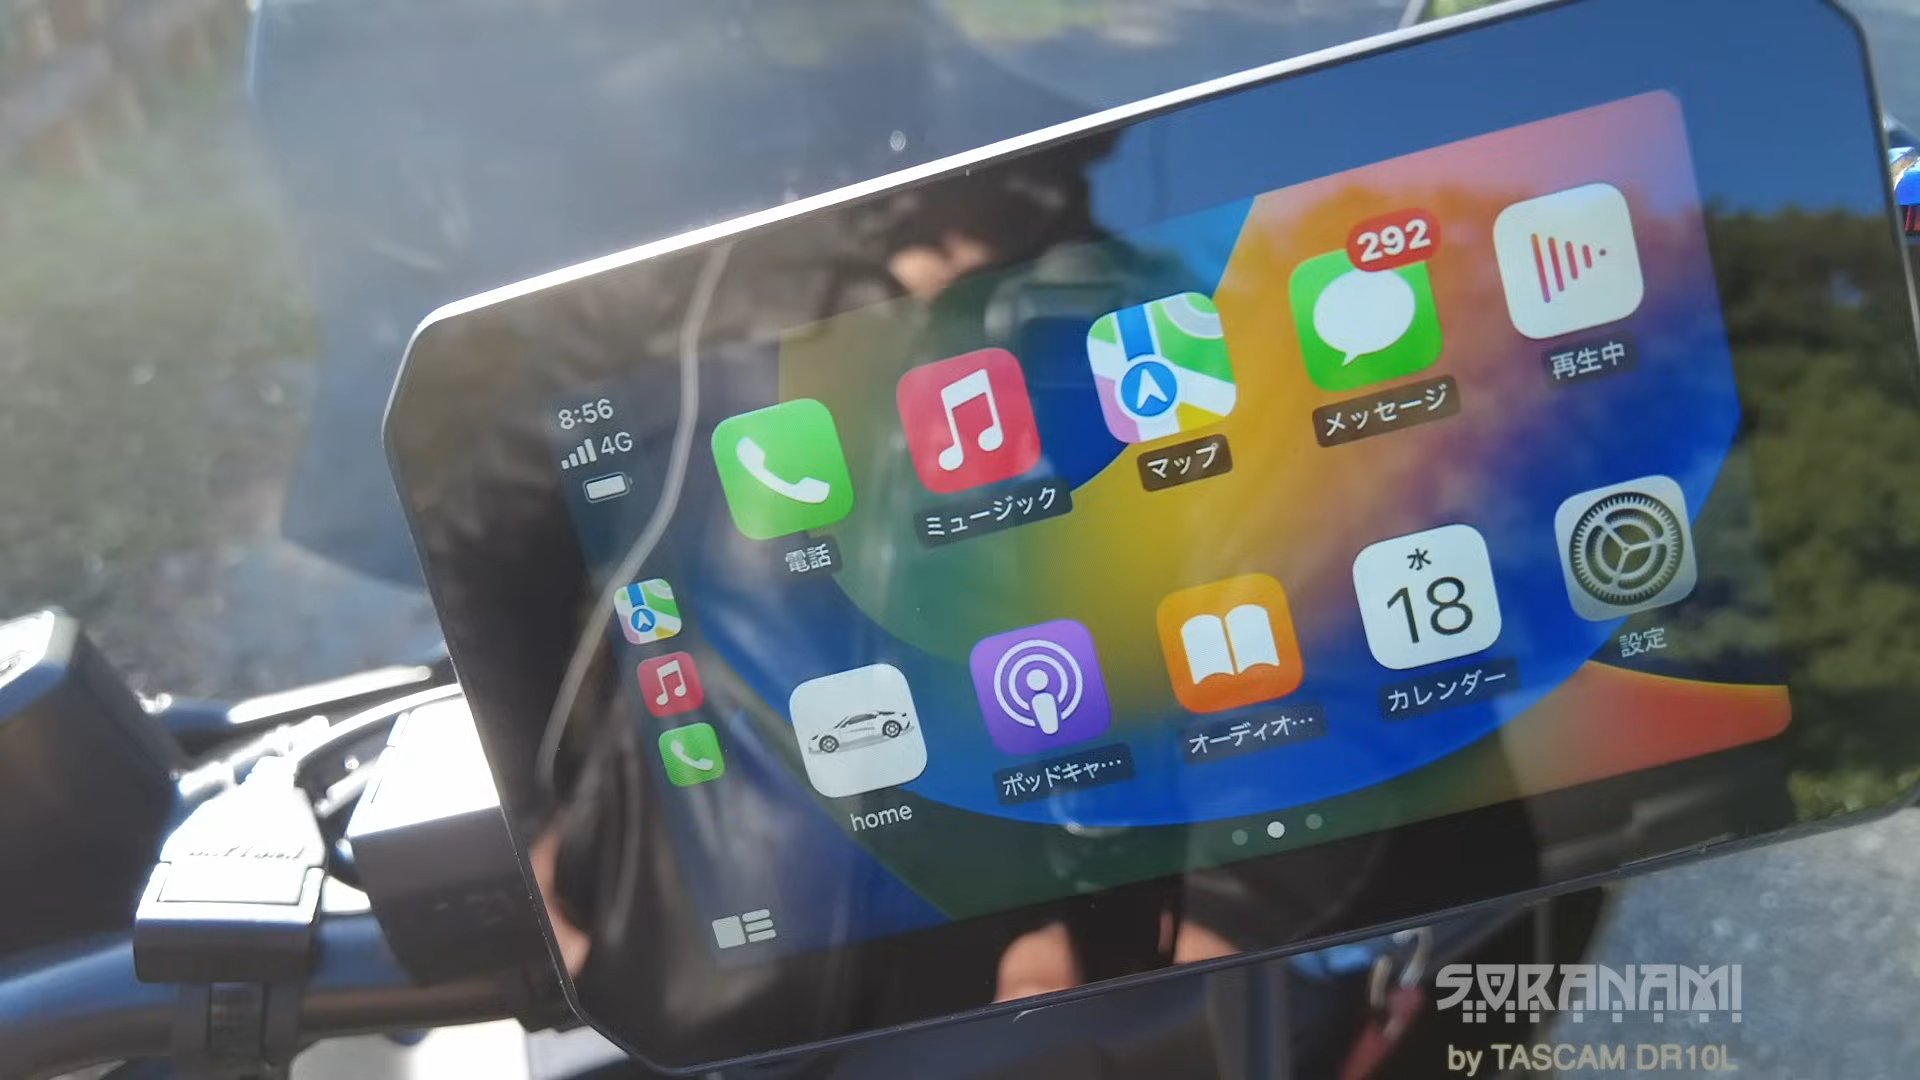 8:56
4G
電話
ミュージック
マップ
292
メッセージ
再生中
home
ポッドキャ…
オーディオ…
水
18
カレンダー
設定
SORANAMI
by TASCAM DR10L